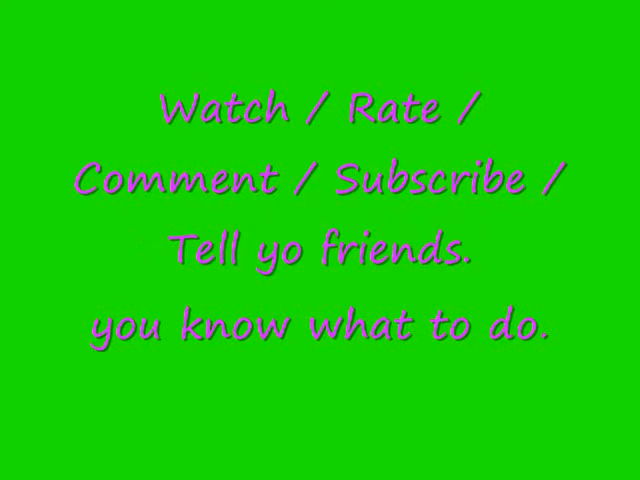 Watch / Rate /
Comment / Subscribe /
Tell yo friends.
you know what to do.